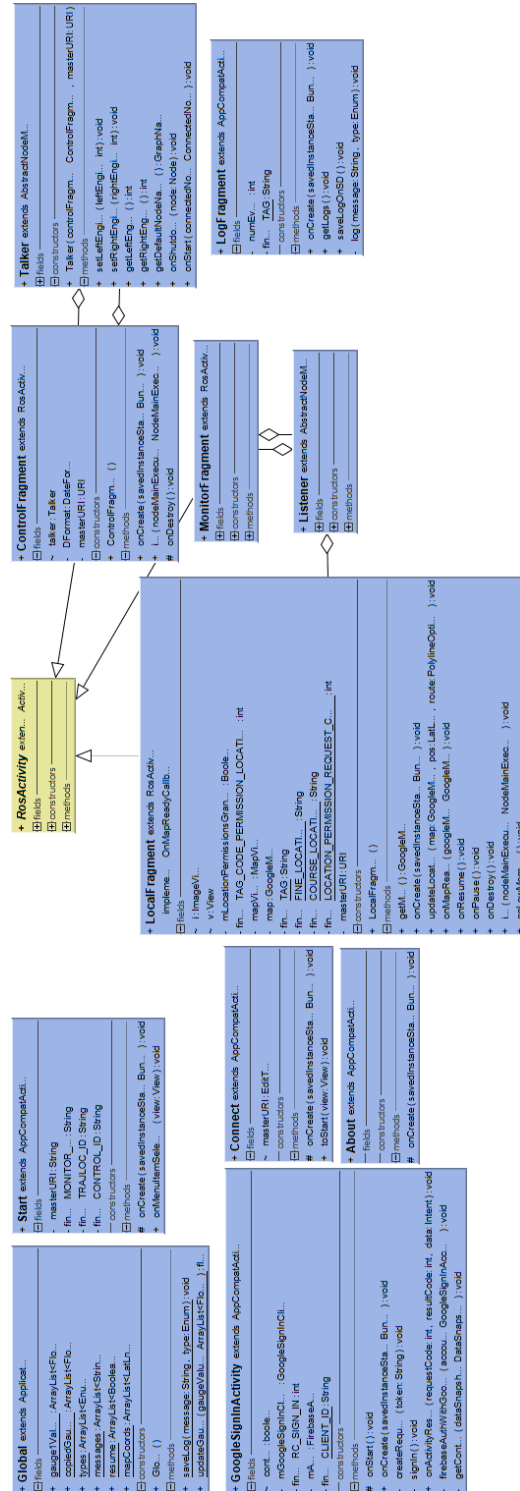 + Global extends Applicat...
fields
- gauge1Val... :ArrayList<Flo...
- copiedGau... :ArrayList<Flo...
- types:ArrayList<Enu...
- messages:ArrayList<Strin...
- resume:ArrayList<Boolea...
- mapCoords:ArrayList<LatLn...
constructors
+ Glo... ()
methods
+ saveLog(message:String , type:Enum):void
+ updateGau... (gaugeValu... ArrayList<Flo... ):fl...
+ Start extends AppCompatActi...
fields
- masterURI:String
- fin... MONITOR_... :String
- fin... TRAJLOC_ID:String
- fin... CONTROL_ID:String
constructors
methods
# onCreate(savedInstanceSta... Bun... ):void
+ onMenuItemSele... (view:View):void
+ GoogleSignInActivity extends AppCompatActi...
fields
~ cont... :boole...
- mGoogleSignInCli... :GoogleSignInCli...
- fin... RC_SIGN_IN:int
- mA... :FirebaseA...
- fin... CLIENT_ID:String
constructors
methods
# onStart():void
+ onCreate(savedInstanceSta... Bun... ):void
- createRequ... (token:String):void
- signIn():void
+ onActivityRes... (requestCode:int, resultCode:int, data:Intent):void
- firebaseAuthWithGoo... (accou... GoogleSignInAcc... ):void
- getCont... (dataSnapsh... DataSnaps... ):void
+ Connect extends AppCompatActi...
fields
~ masterURI:EditT...
constructors
methods
# onCreate(savedInstanceSta... Bun... ):void
+ toStart(view:View):void
+ About extends AppCompatActi...
fields
constructors
methods
# onCreate(savedInstanceSta... Bun... ):void
+ RosActivity exten... Activ...
fields
constructors
methods
+ LocalFragment extends RosActiv...
impleme... OnMapReadyCallb...
fields
~ i:ImageVi...
~ v:View
- mLocationPermissionsGran... :Boole...
- fin... TAG_CODE_PERMISSION_LOCATI... :int
- mapVi... :MapVi...
- map:GoogleM...
- fin... TAG:String
- fin... FINE_LOCATI... :String
- fin... COURSE_LOCATI... :String
- fin... LOCATION_PERMISSION_REQUEST_C... :int
- masterURI:URI
constructors
+ LocalFragm... ()
methods
+ getM... ():GoogleM...
+ onCreate(savedInstanceSta... Bun... ):void
+ updateLocat... (map:GoogleM... , pos:LatL... , route:PolylineOpti... ):void
+ onMapRea... (googleM... GoogleM... ):void
+ onResume():void
+ onPause():void
+ onDestroy():void
+ i... (nodeMainExecu... NodeMainExec... ):void
+ ControlFragment extends RosActiv...
fields
~ talker:Talker
- DFormat:DateFor...
- masterURI:URI
constructors
+ ControlFragm... ()
methods
+ onCreate(savedInstanceSta... Bun... ):void
+ i... (nodeMainExecu... NodeMainExec... ):void
# onDestroy():void
+ MonitorFragment extends RosActiv...
fields
constructors
methods
+ Listener extends AbstractNodeM...
fields
constructors
methods
+ Talker extends AbstractNodeM...
fields
constructors
+ Talker(controlFragm... ControlFragm... , masterURI:URI)
methods
+ setLeftEngi... (leftEngi... int):void
+ setRightEngi... (rightEngi... int):void
+ getLeftEng... ():int
+ getRightEng... ():int
+ getDefaultNodeNa... ():GraphNa...
+ onShutdo... (node:Node):void
+ onStart(connectedNo... ConnectedNo... ):void
+ LogFragment extends AppCompatActi...
fields
- numEv... :int
- fin... TAG:String
constructors
methods
+ onCreate(savedInstanceSta... Bun... ):void
+ getLogs():void
+ saveLogOnSD():void
- log(message:String , type:Enum):void